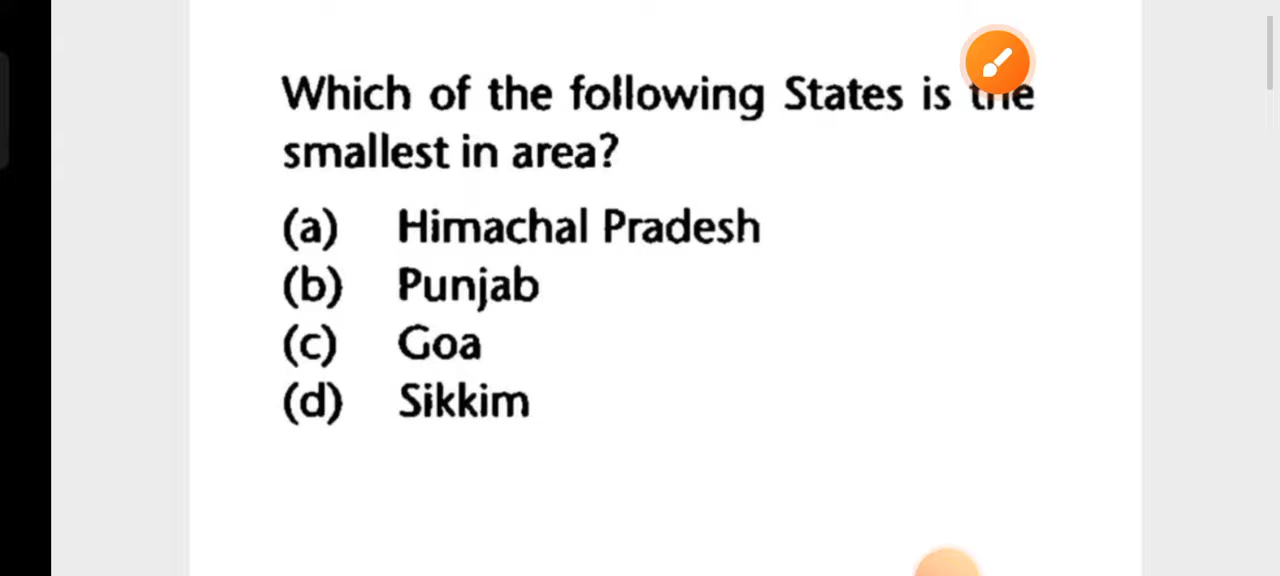 Which of the following States is the
smallest in area?
(a) Himachal Pradesh
(b) Punjab
(c) Goa
(d) Sikkim